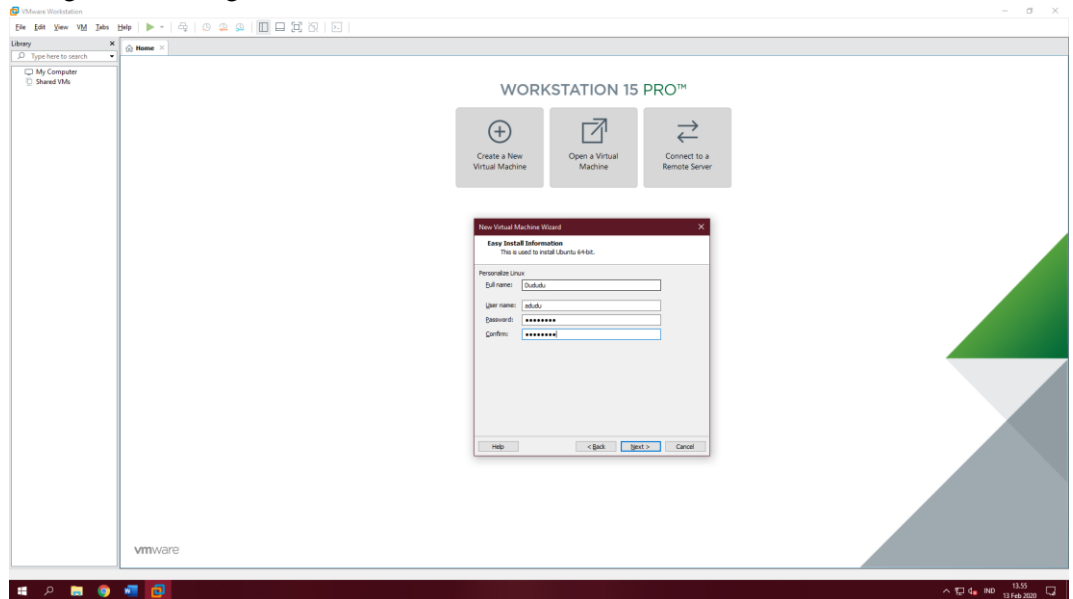 VMware Workstation
File Edit View VM Tabs Help
Library
Type here to search
My Computer
Shared VMs
Home
WORKSTATION 15 PRO™
Create a New
Virtual Machine
Open a Virtual
Machine
Connect to a
Remote Server
New Virtual Machine Wizard
Easy Install Information
This is used to install Ubuntu 64-bit.
Personalize Linux
Full name: Dududu
User name: adudu
Password: ●●●●●●●●
Confirm: ●●●●●●●●
Help < Back Next > Cancel
vmware
IND
13.55
13 Feb 2020